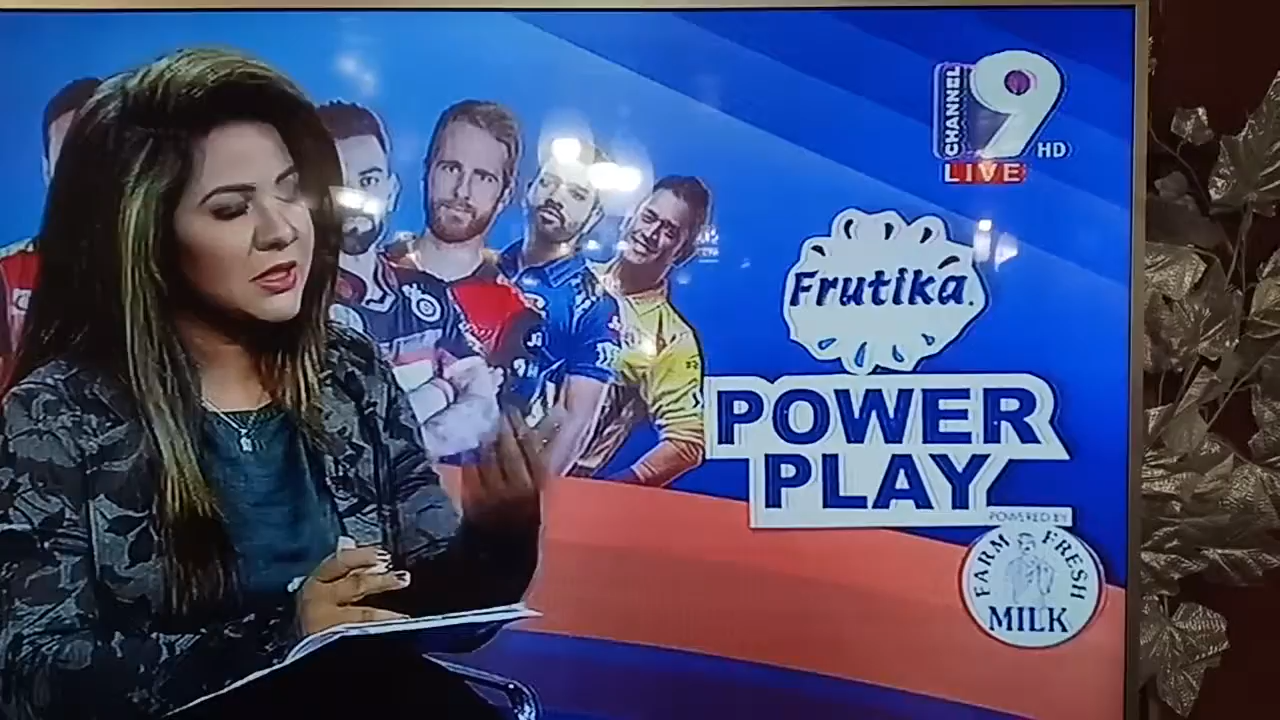 CHANNEL
9
HD
LIVE
Frutika.
POWER
PLAY
POWERED BY
FARM FRESH
MILK